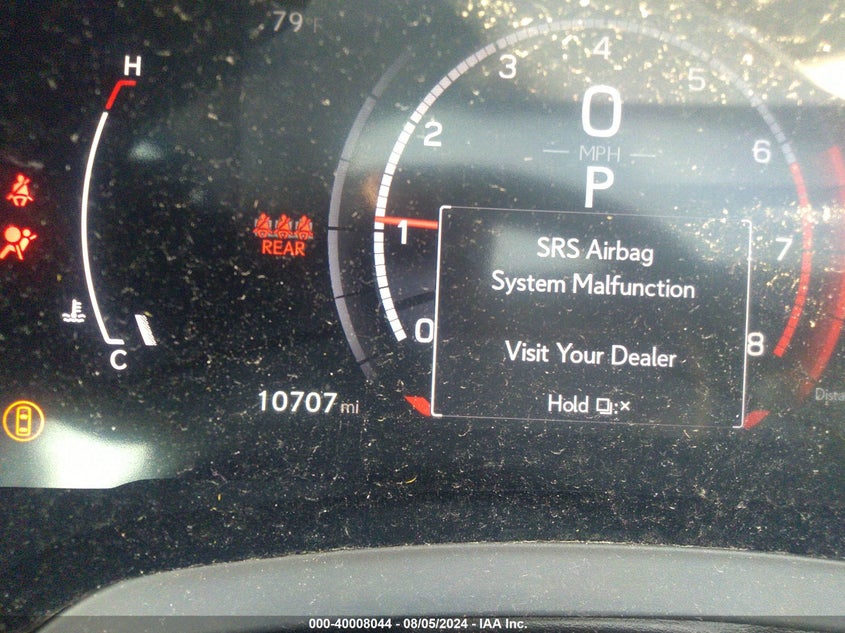 79°F
H
C
REAR
10707 mi
0
1
2
3
4
5
6
7
8
0
MPH
P
SRS Airbag
System Malfunction
Visit Your Dealer
Hold :×
000-40008044 - 08/05/2024 - IAA Inc.